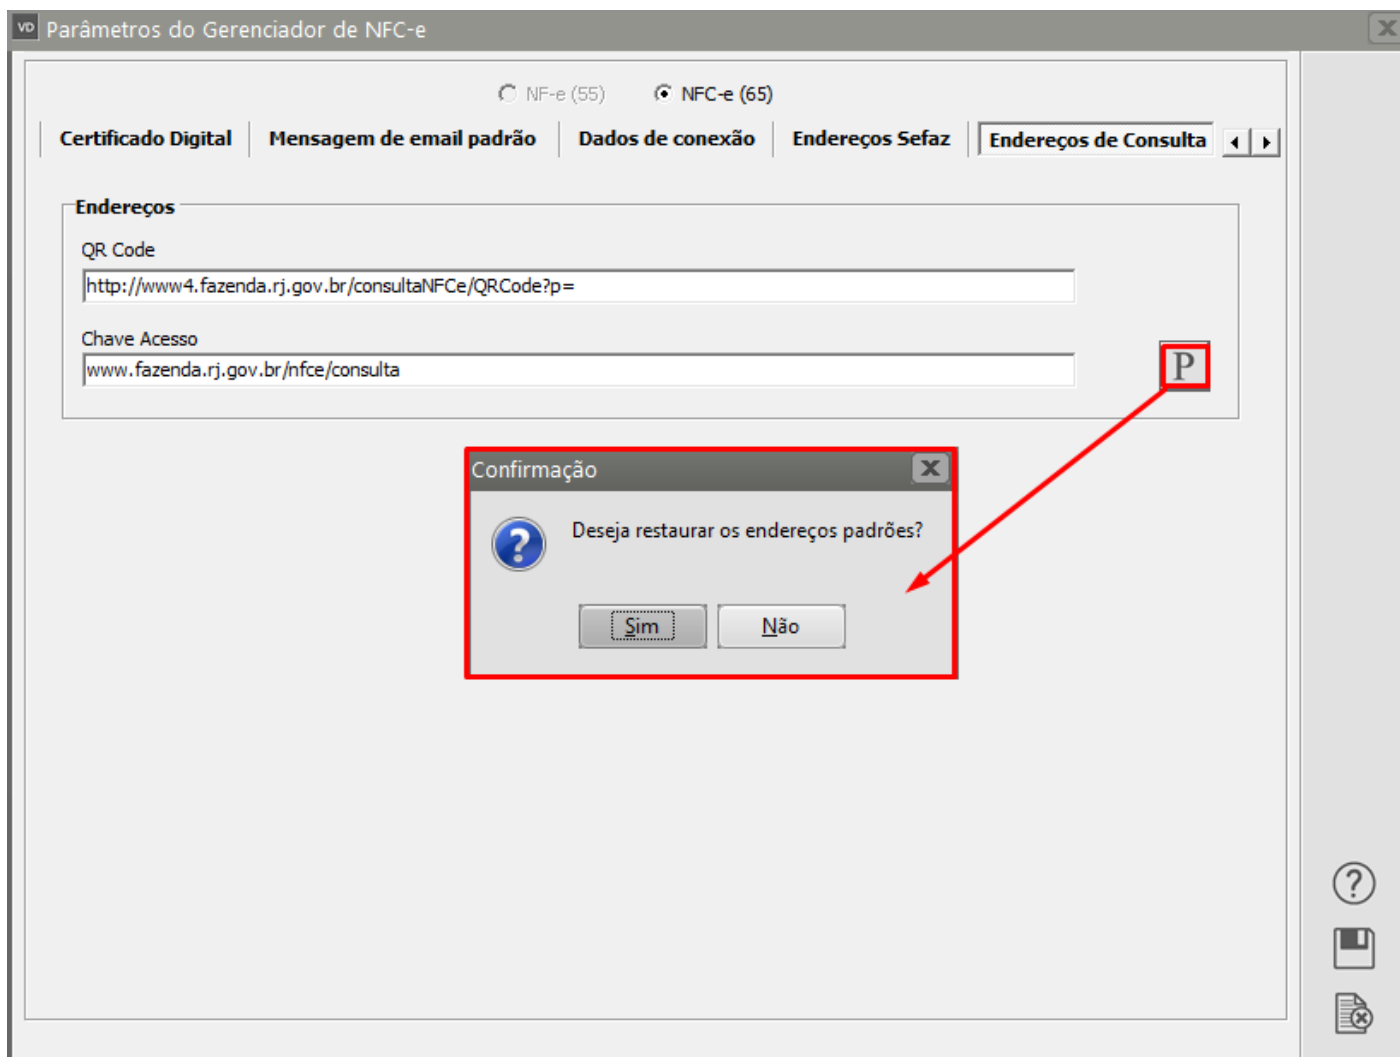 VD Parâmetros do Gerenciador de NFC-e
NF-e (55) NFC-e (65)
Certificado Digital Mensagem de email padrão Dados de conexão Endereços Sefaz Endereços de Consulta
Endereços
QR Code
http://www4.fazenda.rj.gov.br/consultaNFCe/QRCode?p=
Chave Acesso
www.fazenda.rj.gov.br/nfce/consulta
P
Confirmação
Deseja restaurar os endereços padrões?
Sim Não